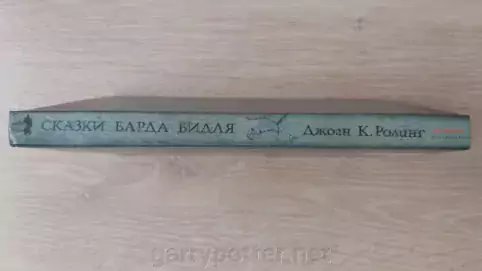 СКАЗКИ БАРДА БИДЛЯ Джоан К. Ролинг
garrypotter.net